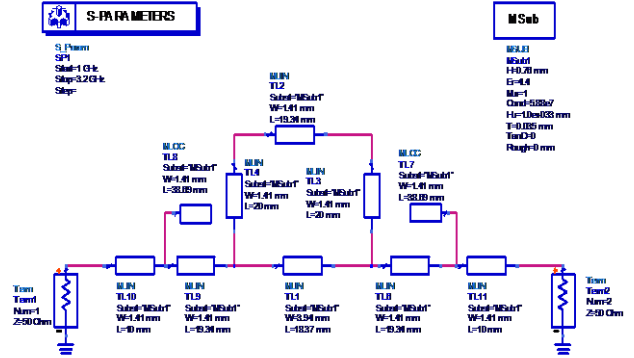 S-PARAMETERS
MSub
S_Param
SP1
Start=1 GHz
Stop=3.2 GHz
Step=
MSUB
MSub1
H=0.76 mm
Er=4.4
Mur=1
Cond=5.88e7
Hu=1.0e+033 mm
T=0.035 mm
TanD=0
Rough=0 mm
MLIN
TL2
Subst="MSub1"
W=1.41 mm
L=19.34 mm
MLOC
TL8
Subst="MSub1"
W=1.41 mm
L=38.69 mm
MLIN
TL4
Subst="MSub1"
W=1.41 mm
L=20 mm
MLIN
TL3
Subst="MSub1"
W=1.41 mm
L=20 mm
MLOC
TL7
Subst="MSub1"
W=1.41 mm
L=38.69 mm
Term
Term1
Num=1
Z=50 Ohm
MLIN
TL10
Subst="MSub1"
W=1.41 mm
L=10 mm
MLIN
TL9
Subst="MSub1"
W=1.41 mm
L=19.34 mm
MLIN
TL1
Subst="MSub1"
W=3.94 mm
L=18.37 mm
MLIN
TL6
Subst="MSub1"
W=1.41 mm
L=19.34 mm
MLIN
TL11
Subst="MSub1"
W=1.41 mm
L=10 mm
Term
Term2
Num=2
Z=50 Ohm